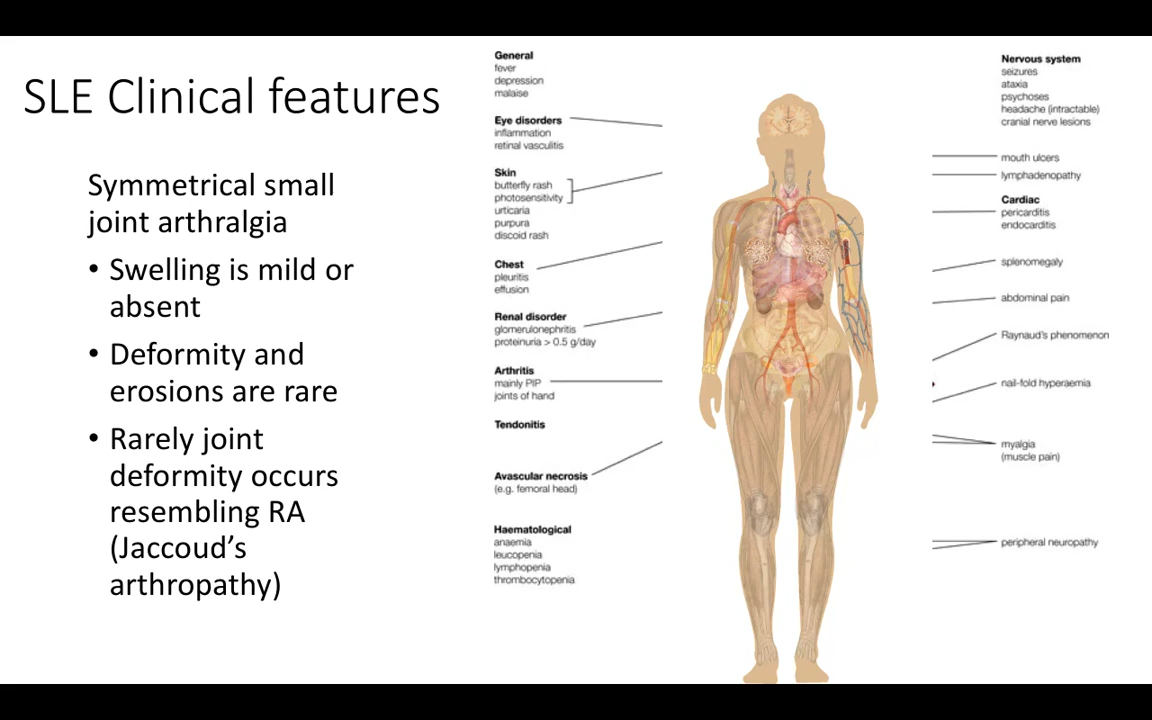 SLE Clinical features
Symmetrical small
joint arthralgia
• Swelling is mild or
absent
• Deformity and
erosions are rare
• Rarely joint
deformity occurs
resembling RA
(Jaccoud's
arthropathy)
General
fever
depression
malaise
Eye disorders
inflammation
retinal vasculitis
Skin
butterfly rash
photosensitivity
urticaria
purpura
discoid rash
Chest
pleuritis
effusion
Renal disorder
glomerulonephritis
proteinuria > 0.5 g/day
Arthritis
mainly PIP
joints of hand
Tendonitis
Avascular necrosis
(e.g. femoral head)
Haematological
anaemia
leucopenia
lymphopenia
thrombocytopenia
Nervous system
seizures
ataxia
psychoses
headache (intractable)
cranial nerve lesions
mouth ulcers
lymphadenopathy
Cardiac
pericarditis
endocarditis
splenomegaly
abdominal pain
Raynaud's phenomenon
nail-fold hyperaemia
myalgia
(muscle pain)
peripheral neuropathy